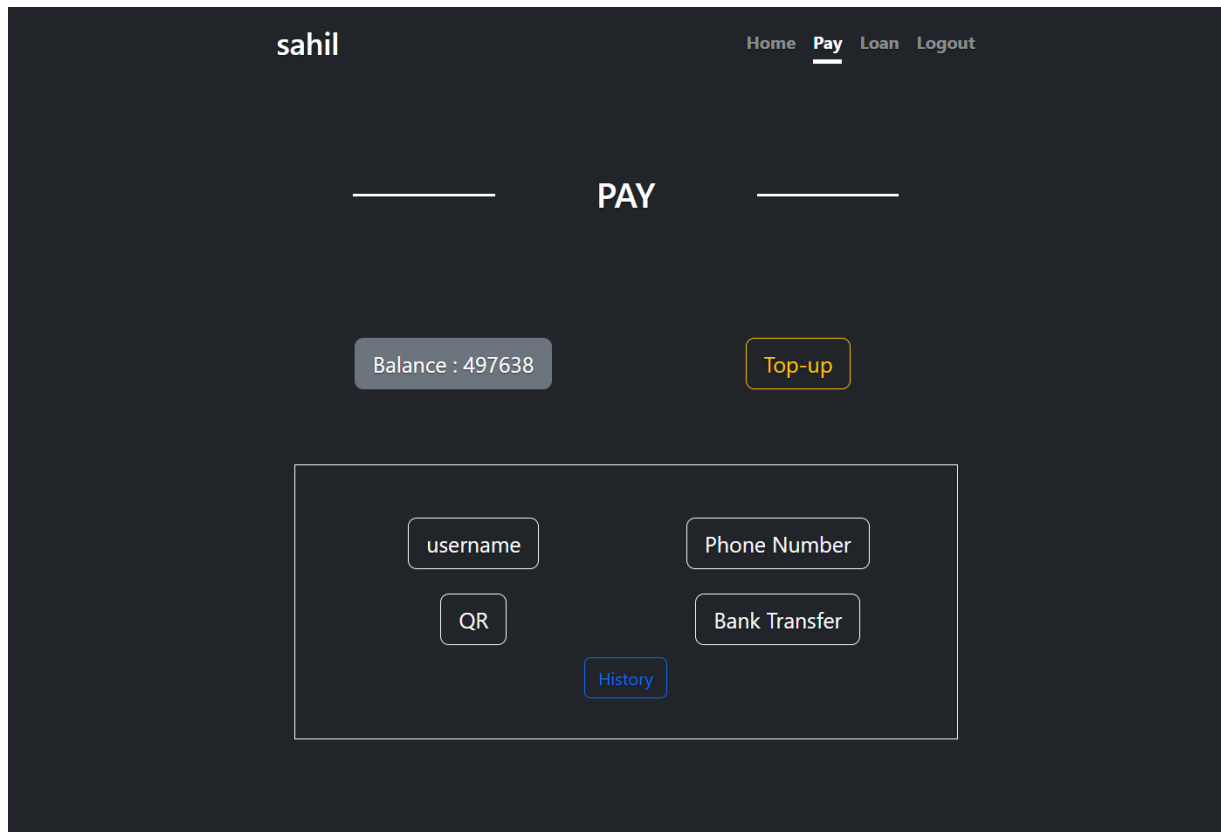 sahil
Home Pay Loan Logout
PAY
Balance : 497638
Top-up
username
Phone Number
QR
Bank Transfer
History